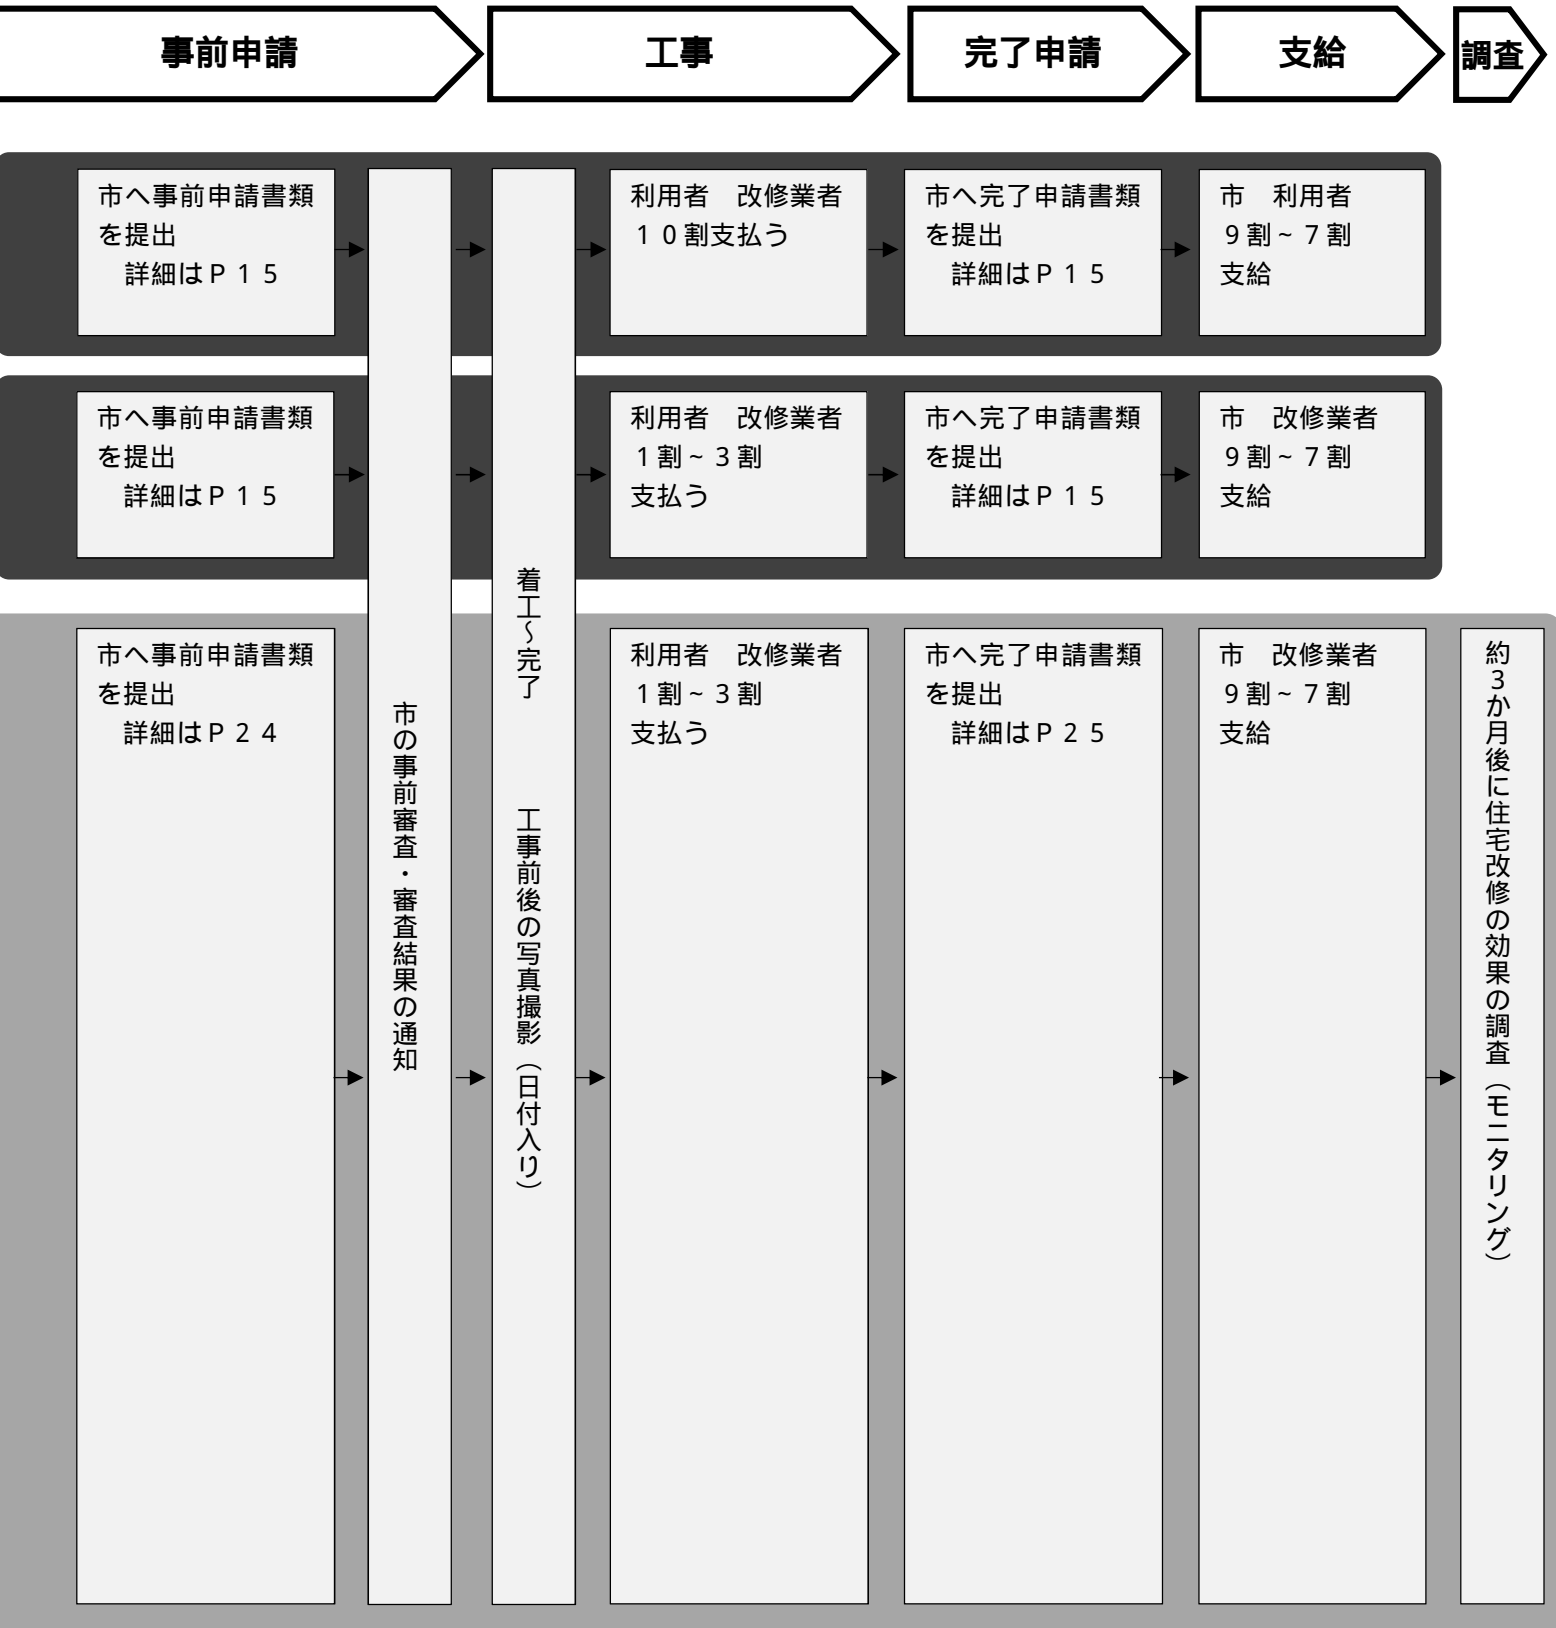 事前申請
工事
完了申請
支給
調査
市へ事前申請書類
を提出
詳細はP15
利用者　改修業者
10割支払う
市へ完了申請書類
を提出
詳細はP15
市　利用者
9割~7割
支給
市へ事前申請書類
を提出
詳細はP15
利用者　改修業者
1割~3割
支払う
市へ完了申請書類
を提出
詳細はP15
市　改修業者
9割~7割
支給
市へ事前申請書類
を提出
詳細はP24
市の事前審査・審査結果の通知
着工～完了　　　工事前後の写真撮影（日付入り）
利用者　改修業者
1割~3割
支払う
市へ完了申請書類
を提出
詳細はP25
市　改修業者
9割~7割
支給
約3か月後に住宅改修の効果の調査（モニタリング）